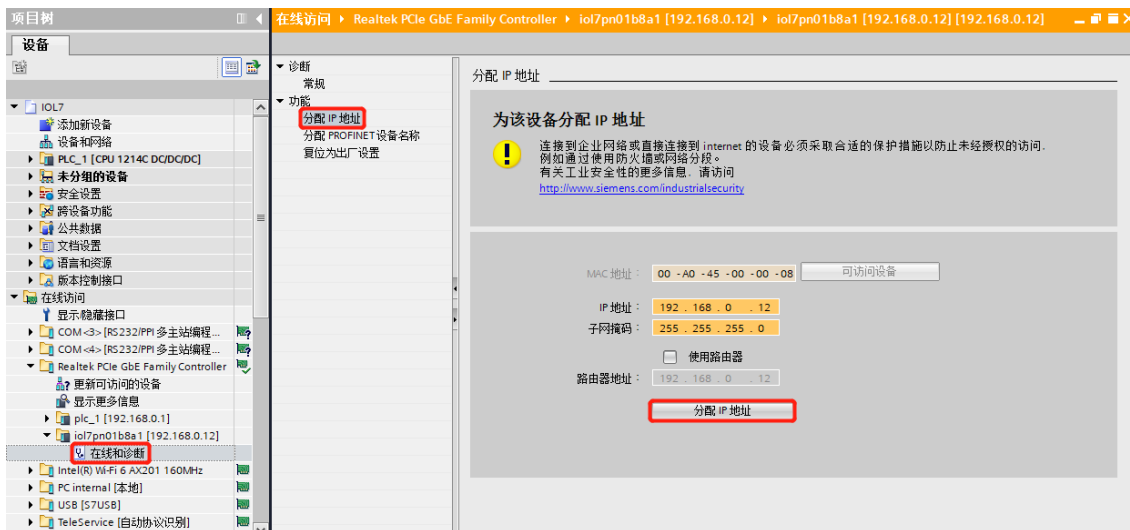 项目树
在线访问 ▸ Realtek PCIe GbE Family Controller ▸ iol7pn01b8a1 [192.168.0.12] ▸ iol7pn01b8a1 [192.168.0.12] [192.168.0.12]
设备
IOL7
添加新设备
设备和网络
PLC_1 [CPU 1214C DC/DC/DC]
未分组的设备
安全设置
跨设备功能
公共数据
文档设置
语言和资源
版本控制接口
在线访问
显示/隐藏接口
COM <3> [RS232/PPI 多主站编程...
COM <4> [RS232/PPI 多主站编程...
Realtek PCIe GbE Family Controller
更新可访问的设备
显示更多信息
plc_1 [192.168.0.1]
iol7pn01b8a1 [192.168.0.12]
在线和诊断
Intel(R) Wi-Fi 6 AX201 160MHz
PC internal [本地]
USB [S7USB]
TeleService [自动协议识别]
诊断
常规
功能
分配 IP 地址
分配 PROFINET 设备名称
复位为出厂设置
分配 IP 地址
为该设备分配 IP 地址
连接到企业网络或直接连接到 internet 的设备必须采取合适的保护措施以防止未经授权的访问.
例如通过使用防火墙或网络分段。
有关工业安全性的更多信息. 请访问
http://www.siemens.com/industrialsecurity
MAC 地址： 00 -A0 -45 -00 -00 -08 可访问设备
IP 地址： 192 . 168 . 0 . 12
子网掩码： 255 . 255 . 255 . 0
使用路由器
路由器地址： 192 . 168 . 0 . 12
分配 IP 地址